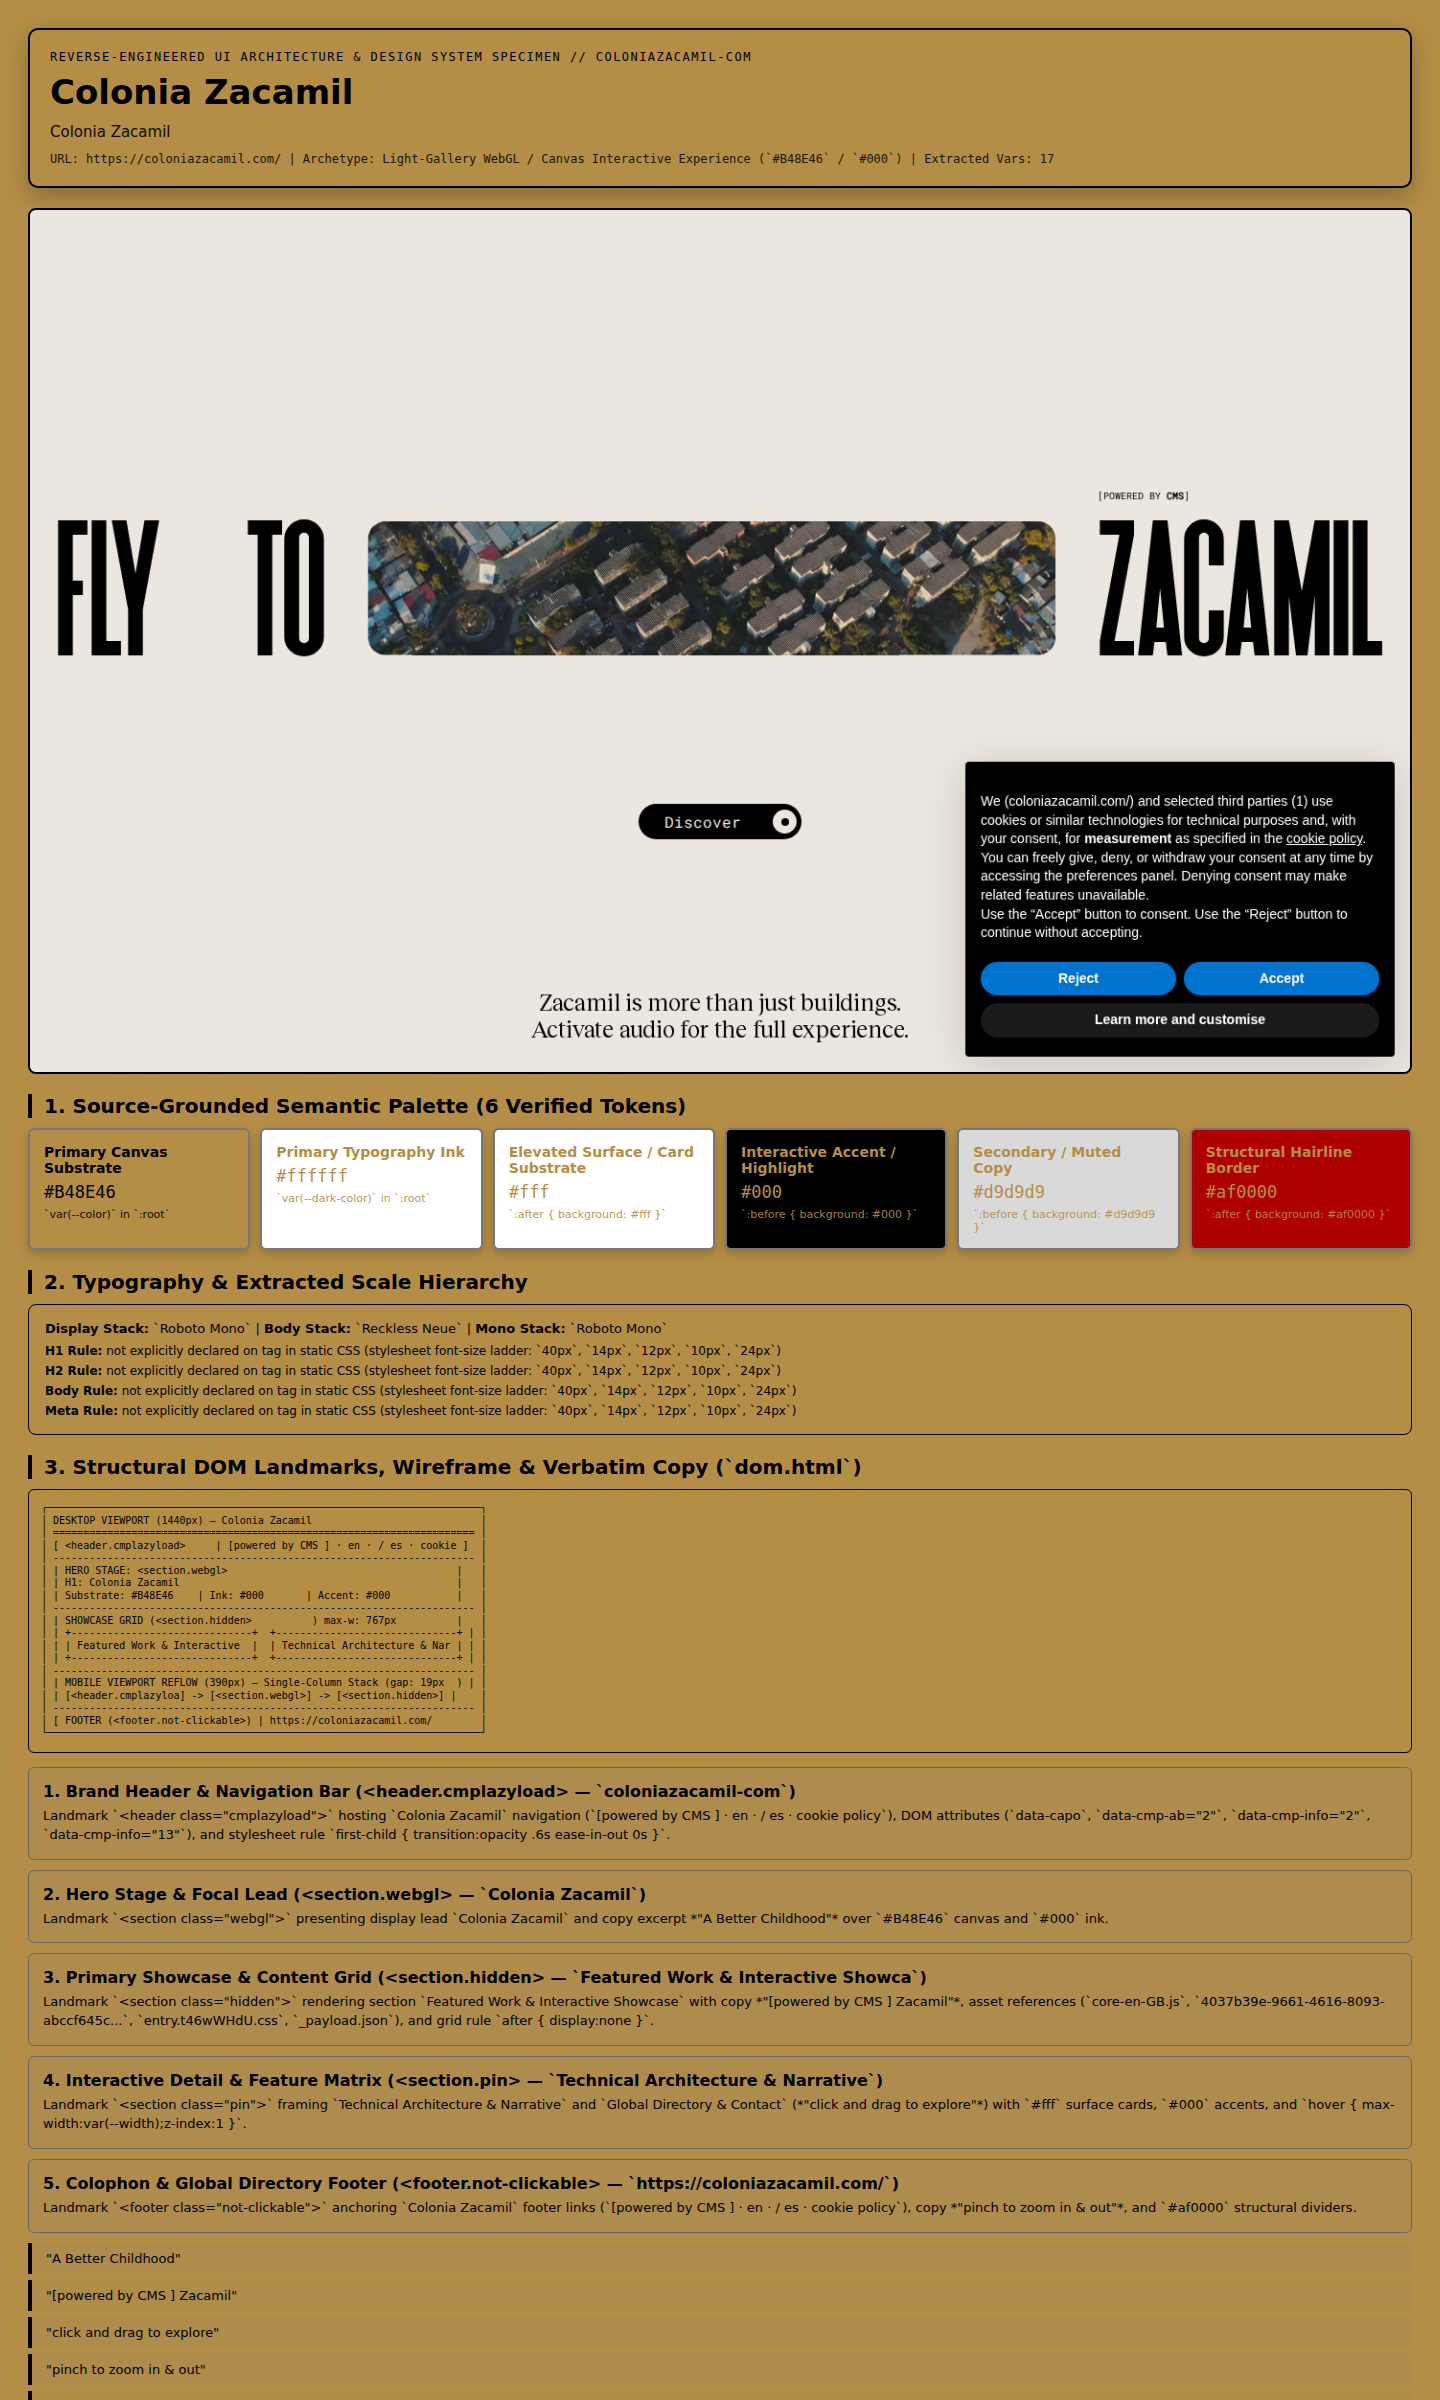 REVERSE-ENGINEERED UI ARCHITECTURE & DESIGN SYSTEM SPECIMEN // COLONIAZACAMIL-COM
Colonia Zacamil
Colonia Zacamil
URL: https://coloniazacamil.com/ | Archetype: Light-Gallery WebGL / Canvas Interactive Experience (`#B48E46` / `#000`) | Extracted Vars: 17
[POWERED BY CMS]
FLY TO ZACAMIL
Discover
We (coloniazacamil.com/) and selected third parties (1) use
cookies or similar technologies for technical purposes and, with
your consent, for measurement as specified in the cookie policy.
You can freely give, deny, or withdraw your consent at any time by
accessing the preferences panel. Denying consent may make
related features unavailable.
Use the “Accept” button to consent. Use the “Reject” button to
continue without accepting.
Reject Accept
Learn more and customise
Zacamil is more than just buildings.
Activate audio for the full experience.
1. Source-Grounded Semantic Palette (6 Verified Tokens)
Primary Canvas
Substrate
#B48E46
`var(--color)` in `:root`
Primary Typography Ink
#ffffff
`var(--dark-color)` in `:root`
Elevated Surface / Card
Substrate
#fff
`:after { background: #fff }`
Interactive Accent /
Highlight
#000
`:before { background: #000 }`
Secondary / Muted
Copy
#d9d9d9
`:before { background: #d9d9d9
}`
Structural Hairline
Border
#af0000
`:after { background: #af0000 }`
2. Typography & Extracted Scale Hierarchy
Display Stack: `Roboto Mono` | Body Stack: `Reckless Neue` | Mono Stack: `Roboto Mono`
H1 Rule: not explicitly declared on tag in static CSS (stylesheet font-size ladder: `40px`, `14px`, `12px`, `10px`, `24px`)
H2 Rule: not explicitly declared on tag in static CSS (stylesheet font-size ladder: `40px`, `14px`, `12px`, `10px`, `24px`)
Body Rule: not explicitly declared on tag in static CSS (stylesheet font-size ladder: `40px`, `14px`, `12px`, `10px`, `24px`)
Meta Rule: not explicitly declared on tag in static CSS (stylesheet font-size ladder: `40px`, `14px`, `12px`, `10px`, `24px`)
3. Structural DOM Landmarks, Wireframe & Verbatim Copy (`dom.html`)
DESKTOP VIEWPORT (1440px) — Colonia Zacamil
[ <header.cmplazyload> | [powered by CMS ] · en · / es · cookie ]
| HERO STAGE: <section.webgl> |
| H1: Colonia Zacamil |
| Substrate: #B48E46 | Ink: #000 | Accent: #000 |
| SHOWCASE GRID (<section.hidden> ) max-w: 767px |
| +------------------------------+ +------------------------------+ |
| | Featured Work & Interactive | | Technical Architecture & Nar | |
| +------------------------------+ +------------------------------+ |
| MOBILE VIEWPORT REFLOW (390px) — Single-Column Stack (gap: 19px ) |
| [<header.cmplazyloa] -> [<section.webgl>] -> [<section.hidden>] |
[ FOOTER (<footer.not-clickable>) | https://coloniazacamil.com/
1. Brand Header & Navigation Bar (<header.cmplazyload> — `coloniazacamil-com`)
Landmark `<header class="cmplazyload">` hosting `Colonia Zacamil` navigation (`[powered by CMS ] · en · / es · cookie policy`), DOM attributes (`data-capo`, `data-cmp-ab="2"`, `data-cmp-info="2"`,
`data-cmp-info="13"`), and stylesheet rule `first-child { transition:opacity .6s ease-in-out 0s }`.
2. Hero Stage & Focal Lead (<section.webgl> — `Colonia Zacamil`)
Landmark `<section class="webgl">` presenting display lead `Colonia Zacamil` and copy excerpt *"A Better Childhood"* over `#B48E46` canvas and `#000` ink.
3. Primary Showcase & Content Grid (<section.hidden> — `Featured Work & Interactive Showca`)
Landmark `<section class="hidden">` rendering section `Featured Work & Interactive Showcase` with copy *"[powered by CMS ] Zacamil"*, asset references (`core-en-GB.js`, `4037b39e-9661-4616-8093-
abccf645c...`, `entry.t46wWHdU.css`, `_payload.json`), and grid rule `after { display:none }`.
4. Interactive Detail & Feature Matrix (<section.pin> — `Technical Architecture & Narrative`)
Landmark `<section class="pin">` framing `Technical Architecture & Narrative` and `Global Directory & Contact` (*"click and drag to explore"*) with `#fff` surface cards, `#000` accents, and `hover { max-
width:var(--width);z-index:1 }`.
5. Colophon & Global Directory Footer (<footer.not-clickable> — `https://coloniazacamil.com/`)
Landmark `<footer class="not-clickable">` anchoring `Colonia Zacamil` footer links (`[powered by CMS ] · en · / es · cookie policy`), copy *"pinch to zoom in & out"*, and `#af0000` structural dividers.
"A Better Childhood"
"[powered by CMS ] Zacamil"
"click and drag to explore"
"pinch to zoom in & out"